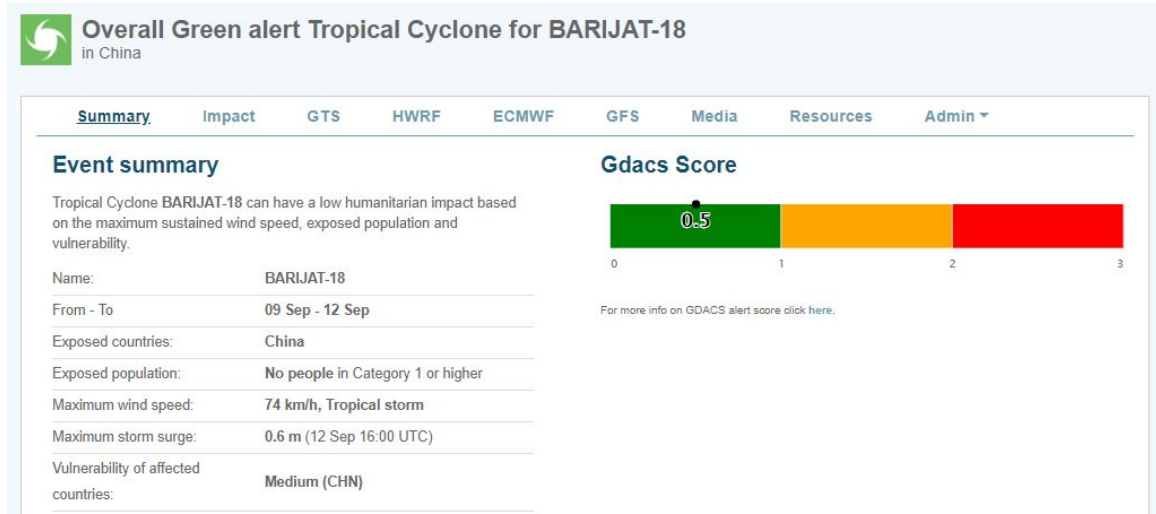 Overall Green alert Tropical Cyclone for BARIJAT-18
in China
Summary Impact GTS HWRF ECMWF GFS Media Resources Admin
Event summary
Tropical Cyclone BARIJAT-18 can have a low humanitarian impact based
on the maximum sustained wind speed, exposed population and
vulnerability.
Name: BARIJAT-18
From - To 09 Sep - 12 Sep
Exposed countries: China
Exposed population: No people in Category 1 or higher
Maximum wind speed: 74 km/h, Tropical storm
Maximum storm surge: 0.6 m (12 Sep 16:00 UTC)
Vulnerability of affected
countries: Medium (CHN)
Gdacs Score
0.5
0 1 2 3
For more info on GDACS alert score click here.